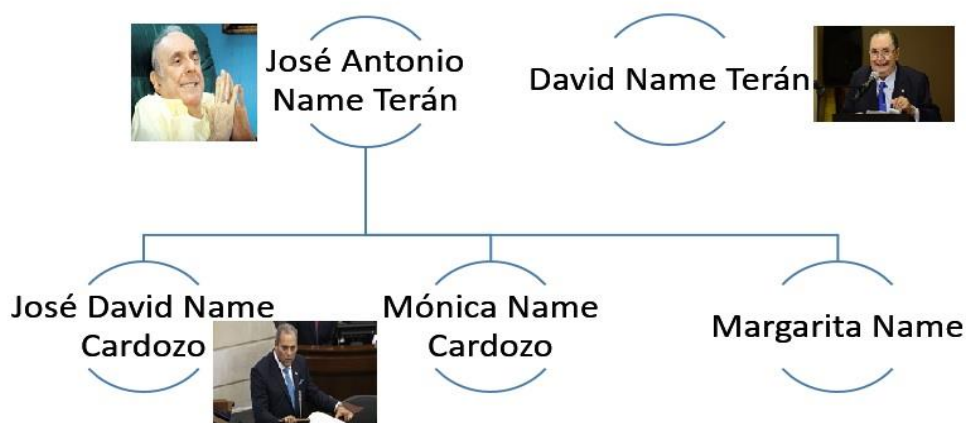 José Antonio
Name Terán
David Name Terán
José David Name
Cardozo
Mónica Name
Cardozo
Margarita Name